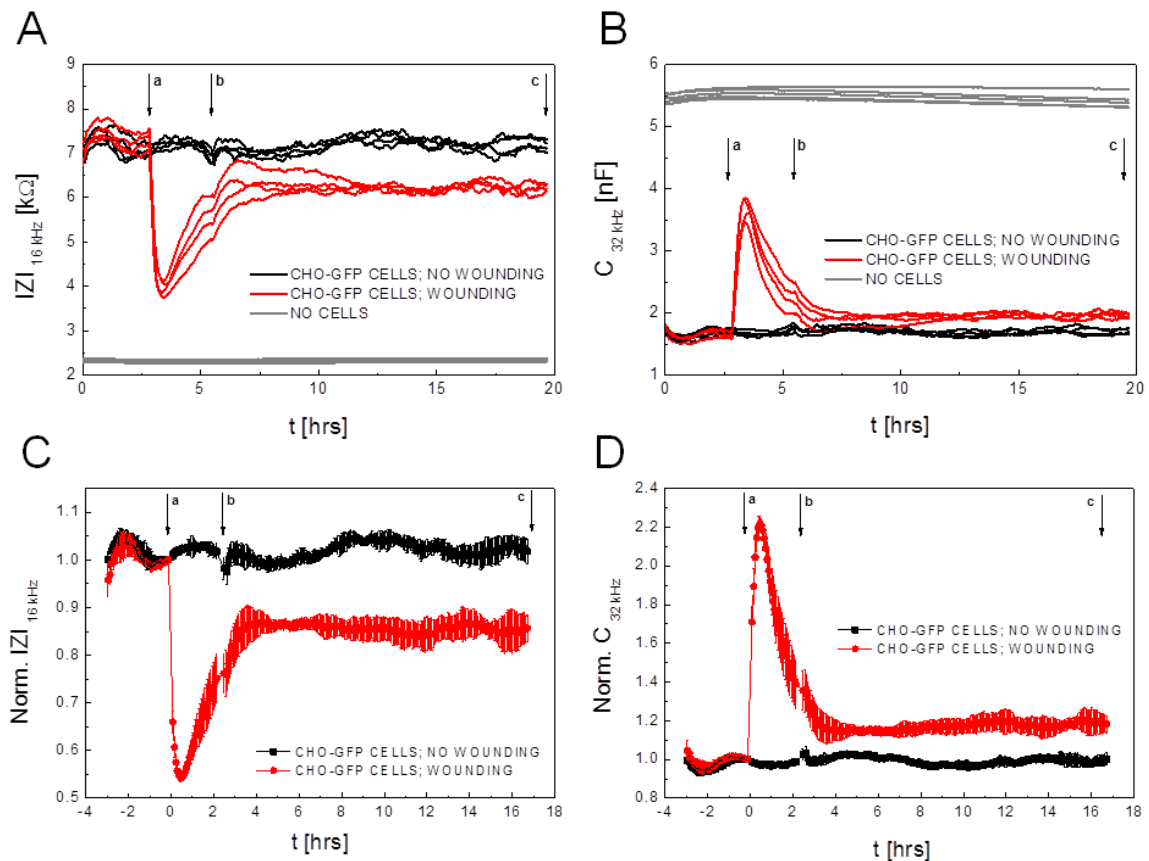 A
IZI 16 kHz [kΩ]
9
8
7
6
5
4
3
2
a
b
c
CHO-GFP CELLS; NO WOUNDING
CHO-GFP CELLS; WOUNDING
NO CELLS
0 5 10 15 20
t [hrs]
B
C 32 kHz [nF]
6
5
4
3
2
1
a
b
c
CHO-GFP CELLS; NO WOUNDING
CHO-GFP CELLS; WOUNDING
NO CELLS
0 5 10 15 20
t [hrs]
C
Norm. IZI 16 kHz
1.1
1.0
0.9
0.8
0.7
0.6
0.5
a
b
c
CHO-GFP CELLS; NO WOUNDING
CHO-GFP CELLS; WOUNDING
-4 -2 0 2 4 6 8 10 12 14 16 18
t [hrs]
D
Norm. C 32 kHz
2.4
2.2
2.0
1.8
1.6
1.4
1.2
1.0
0.8
a
b
c
CHO-GFP CELLS; NO WOUNDING
CHO-GFP CELLS; WOUNDING
-4 -2 0 2 4 6 8 10 12 14 16 18
t [hrs]